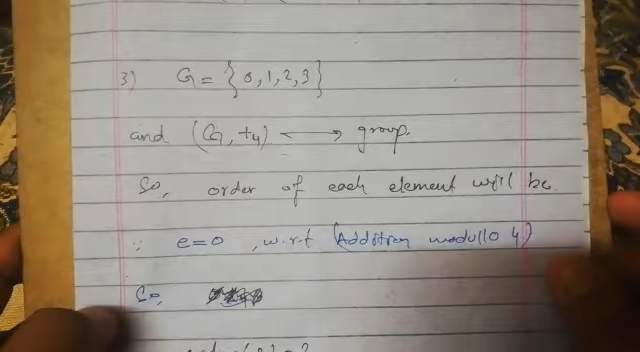 3) G = { 0, 1, 2, 3 }
and (G, +₄) ⟷ group.
So, order of each element will be
∵ e=0 , w.r.t (Addition modullo 4)
So,